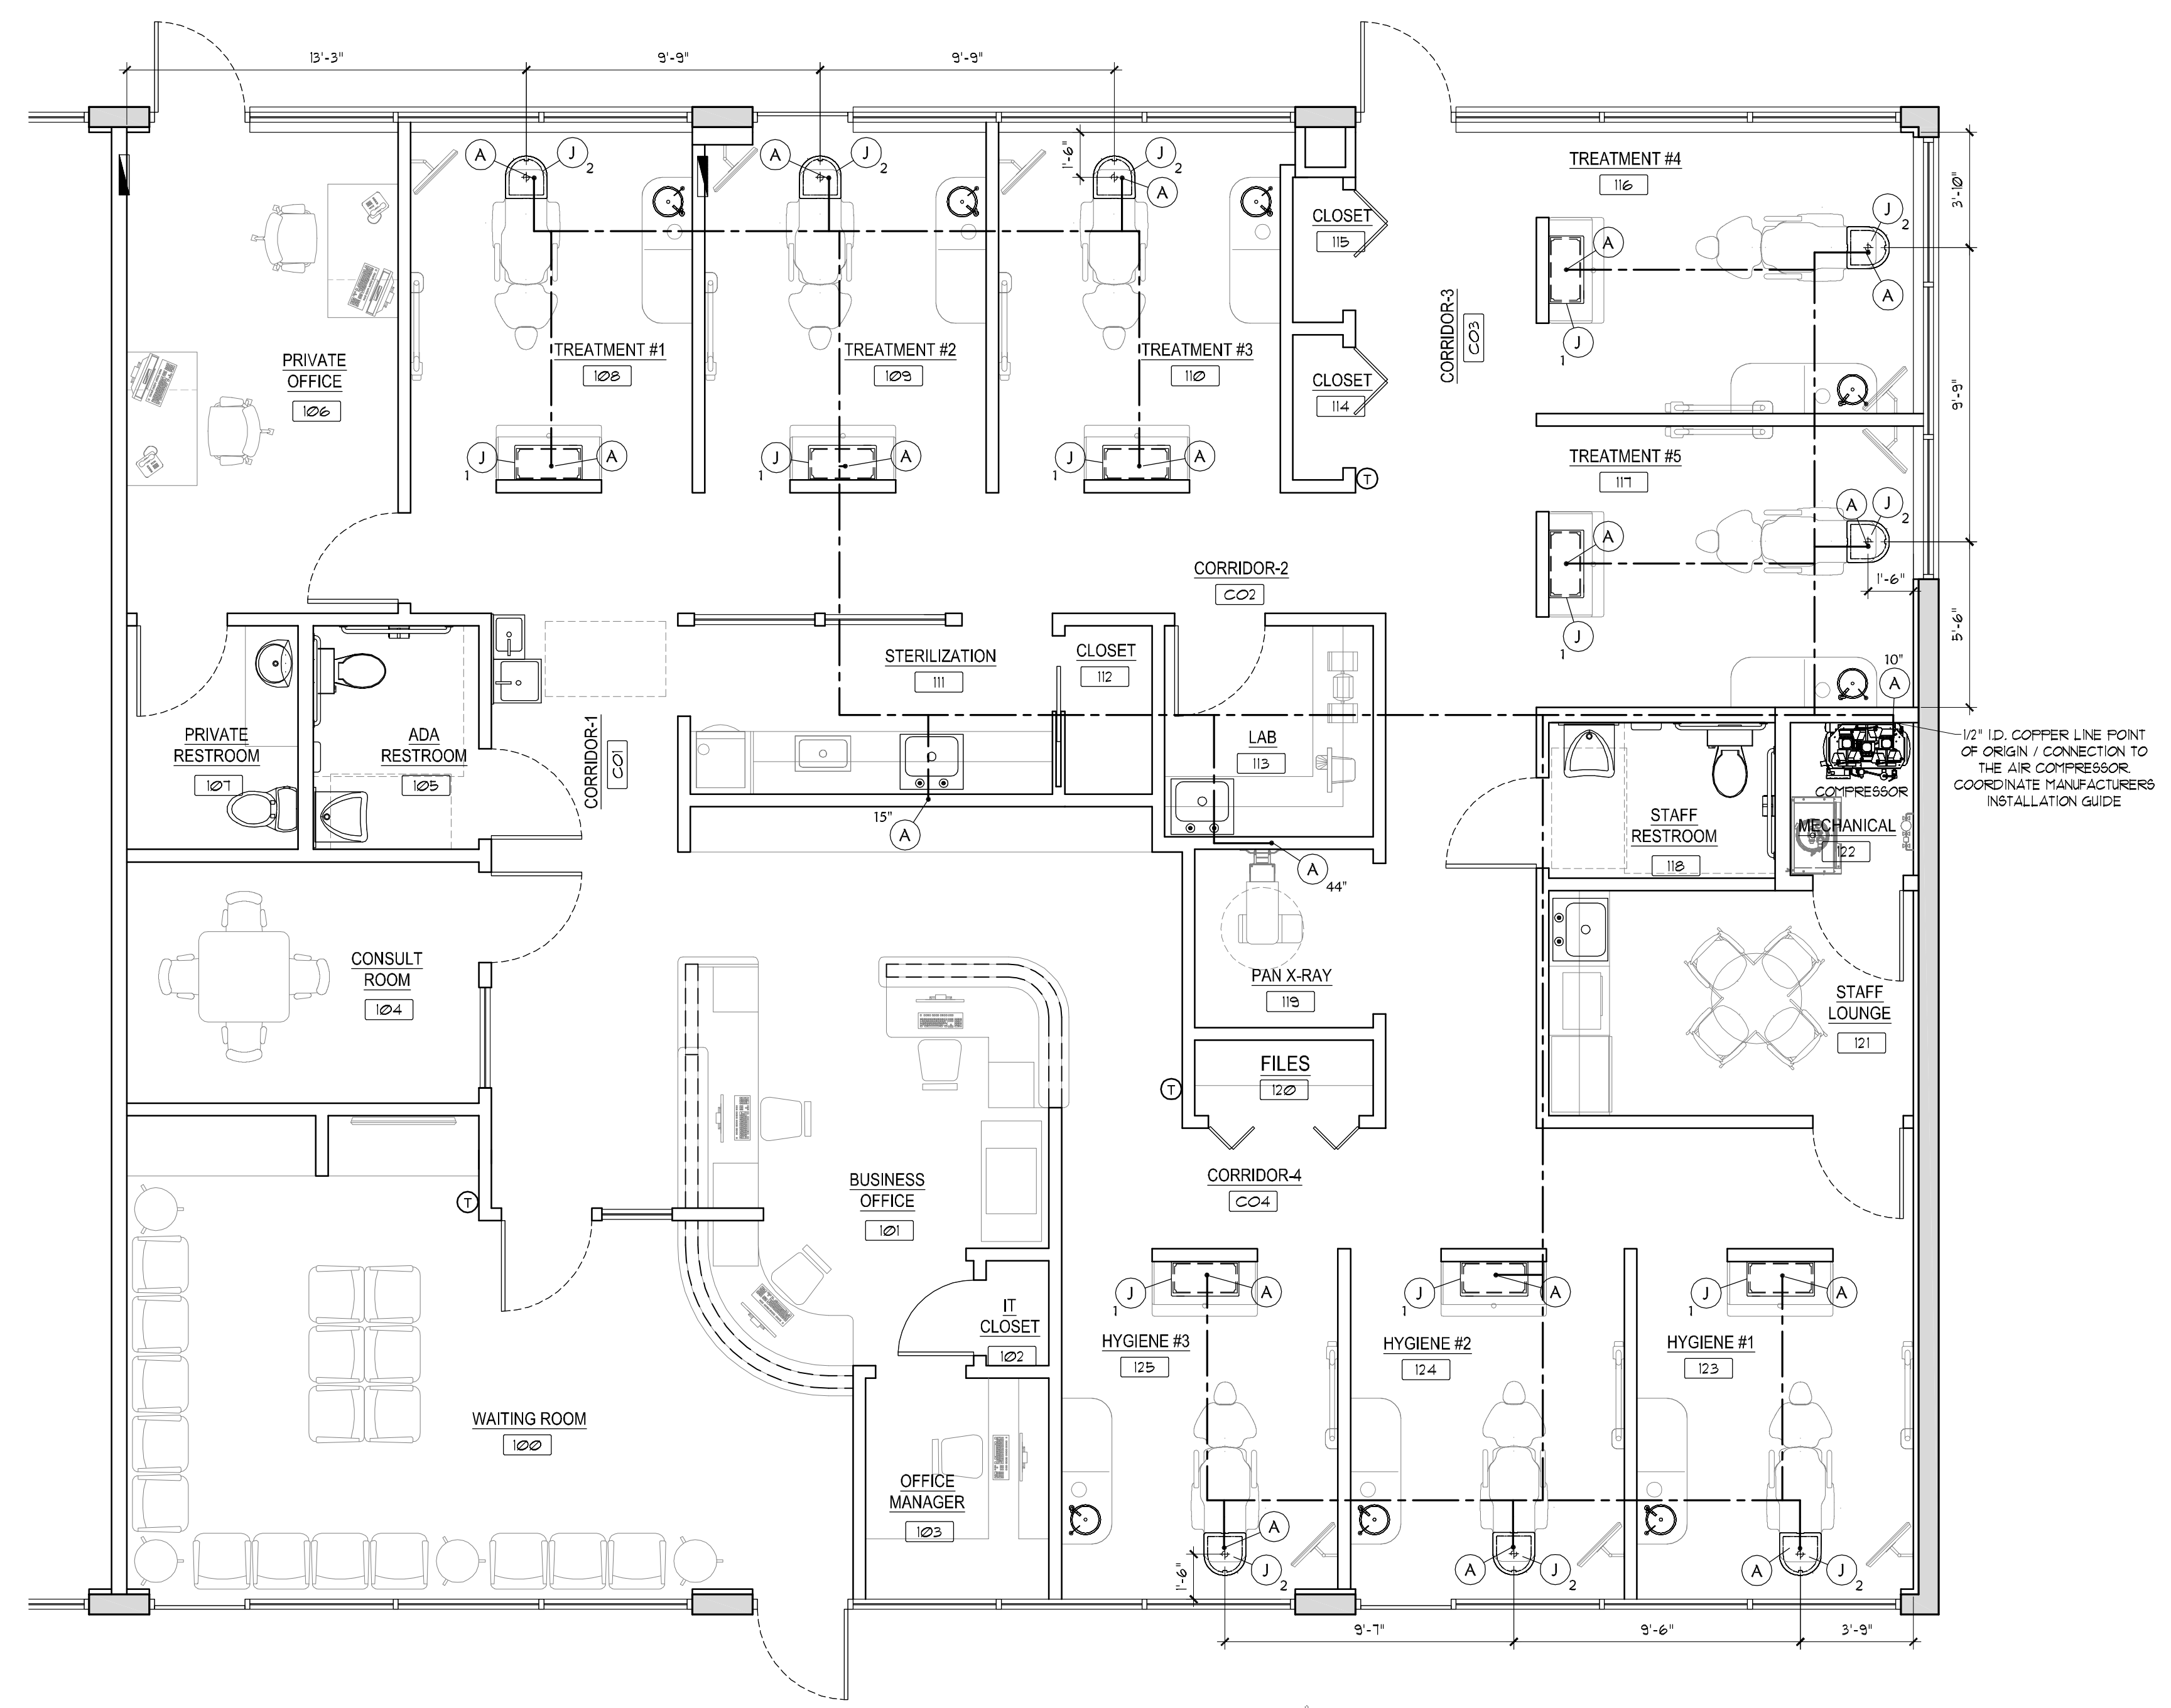 13'-3"
9'-9"
9'-9"
A
J
2
A
J
2
1'-6"
J
2
A
TREATMENT #4
116
3'-10"
J
2
A
A
J
1
CLOSET
115
CORRIDOR-3
C03
PRIVATE
OFFICE
106
TREATMENT #1
108
TREATMENT #2
109
TREATMENT #3
110
CLOSET
114
9'-9"
J
1
A
J
1
A
J
1
A
T
TREATMENT #5
117
A
J
2
A
J
1
1'-6"
5'-6"
CORRIDOR-2
C02
STERILIZATION
111
CLOSET
112
10"
A
PRIVATE
RESTROOM
107
ADA
RESTROOM
105
CORRIDOR-1
C01
LAB
113
1/2" I.D. COPPER LINE POINT
OF ORIGIN / CONNECTION TO
THE AIR COMPRESSOR.
COORDINATE MANUFACTURERS
INSTALLATION GUIDE
COMPRESSOR
MECHANICAL
122
STAFF
RESTROOM
118
15"
A
A
44"
CONSULT
ROOM
104
PAN X-RAY
119
STAFF
LOUNGE
121
FILES
120
T
BUSINESS
OFFICE
101
CORRIDOR-4
C04
T
J
1
A
J
1
A
J
1
A
IT
CLOSET
102
HYGIENE #3
125
HYGIENE #2
124
HYGIENE #1
123
WAITING ROOM
100
OFFICE
MANAGER
103
A
J
2
A
J
2
A
J
2
1'-6"
9'-7"
9'-6"
3'-9"